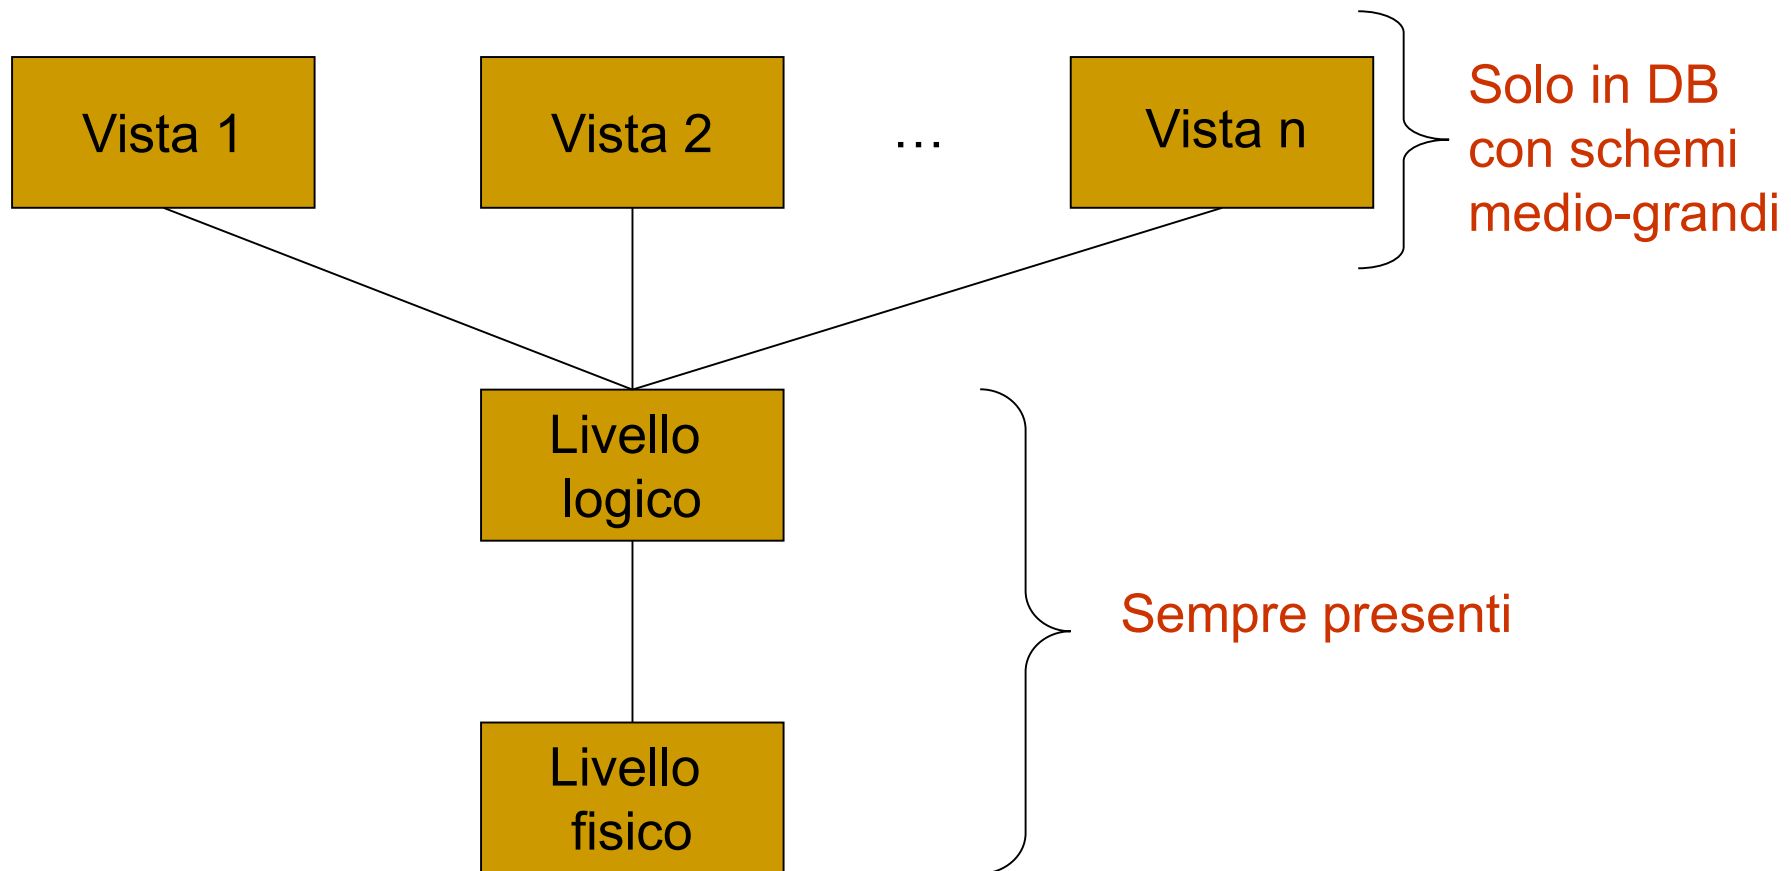 Vista 1
Vista 2
…
Vista n
Solo in DB
con schemi
medio-grandi
Livello
logico
Sempre presenti
Livello
fisico